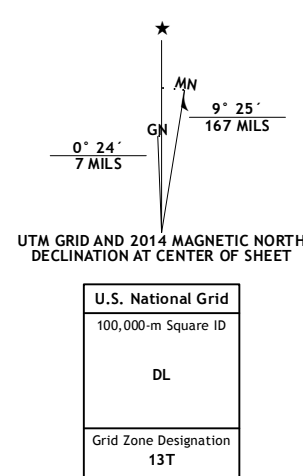 ★
MN
GN
9° 25´
167 MILS
0° 24´
7 MILS
UTM GRID AND 2014 MAGNETIC NORTH
DECLINATION AT CENTER OF SHEET
U.S. National Grid
100,000-m Square ID
DL
Grid Zone Designation
13T